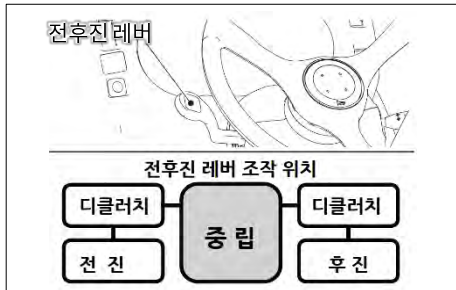 전후진 레버
전후진 레버 조작 위치
디클러치
중 립
디클러치
전 진
후 진